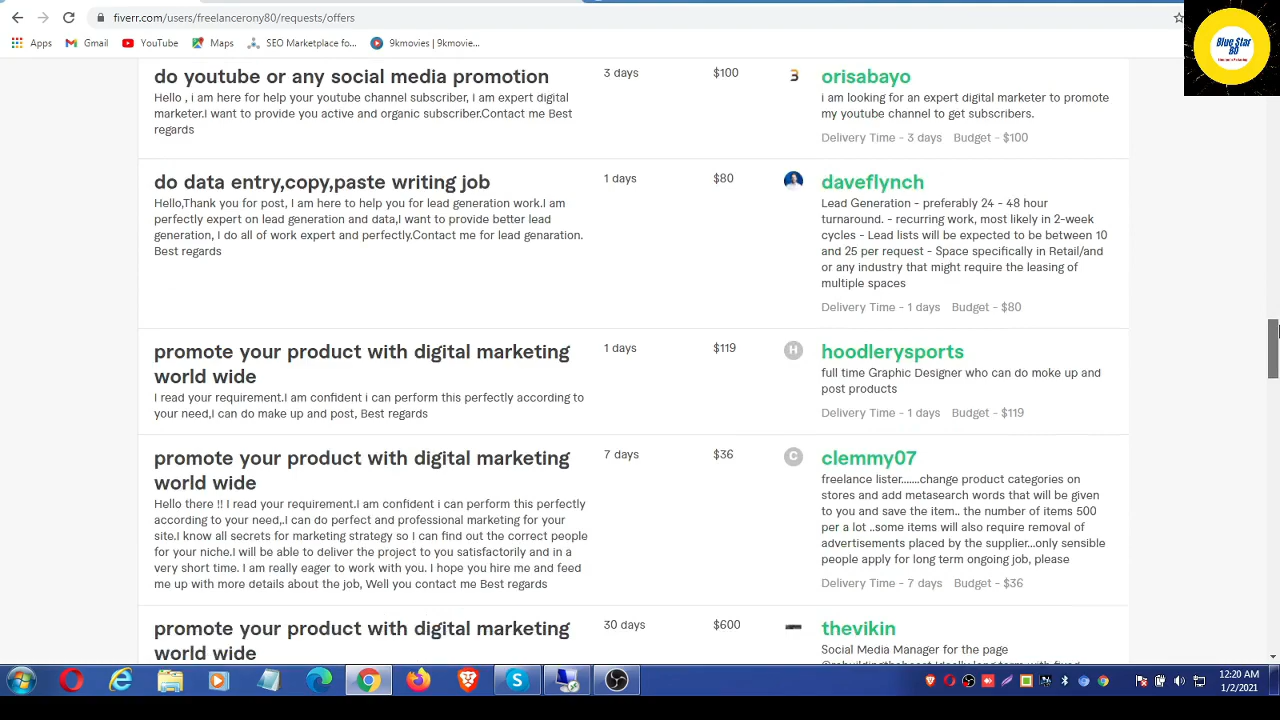 fiverr.com/users/freelancerony80/requests/offers
Apps Gmail YouTube Maps SEO Marketplace fo... 9kmovies | 9kmovie...
Blue Star
80
do youtube or any social media promotion
Hello , i am here for help your youtube channel subscriber, I am expert digital
marketer.I want to provide you active and organic subscriber.Contact me Best
regards
3 days
$100
3
orisabayo
i am looking for an expert digital marketer to promote
my youtube channel to get subscribers.
Delivery Time - 3 days Budget - $100
do data entry,copy,paste writing job
Hello,Thank you for post, I am here to help you for lead generation work.I am
perfectly expert on lead generation and data,I want to provide better lead
generation, I do all of work expert and perfectly.Contact me for lead genaration.
Best regards
1 days
$80
daveflynch
Lead Generation - preferably 24 - 48 hour
turnaround. - recurring work, most likely in 2-week
cycles - Lead lists will be expected to be between 10
and 25 per request - Space specifically in Retail/and
or any industry that might require the leasing of
multiple spaces
Delivery Time - 1 days Budget - $80
promote your product with digital marketing
world wide
I read your requirement.I am confident i can perform this perfectly according to
your need,I can do make up and post, Best regards
1 days
$119
H
hoodlerysports
full time Graphic Designer who can do moke up and
post products
Delivery Time - 1 days Budget - $119
promote your product with digital marketing
world wide
Hello there !! I read your requirement.I am confident i can perform this perfectly
according to your need,.I can do perfect and professional marketing for your
site.I know all secrets for marketing strategy so I can find out the correct people
for your niche.I will be able to deliver the project to you satisfactorily and in a
very short time. I am really eager to work with you. I hope you hire me and feed
me up with more details about the job, Well you contact me Best regards
7 days
$36
C
clemmy07
freelance lister.......change product categories on
stores and add metasearch words that will be given
to you and save the item.. the number of items 500
per a lot ..some items will also require removal of
advertisements placed by the supplier...only sensible
people apply for long term ongoing job, please
Delivery Time - 7 days Budget - $36
promote your product with digital marketing
world wide
30 days
$600
thevikin
Social Media Manager for the page
12:20 AM
1/2/2021